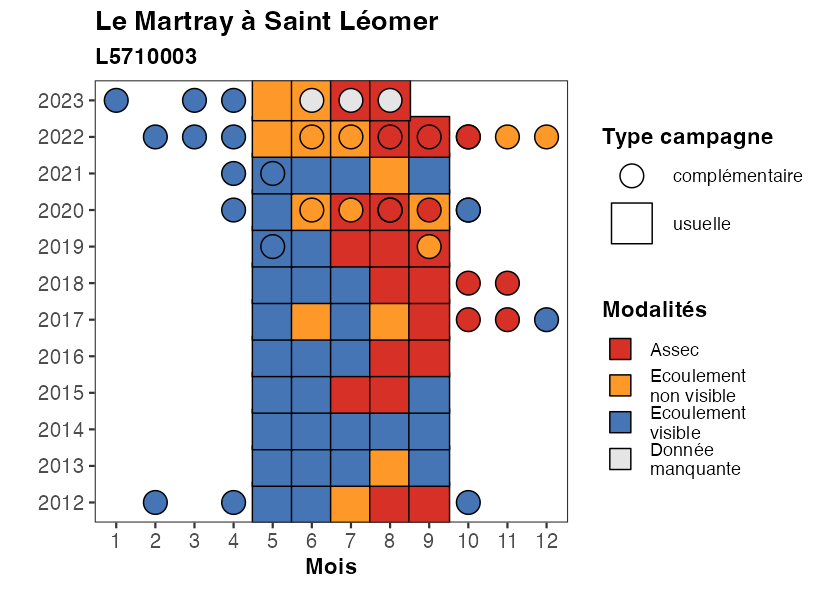 Le Martray à Saint Léomer
L5710003
2023
2022
2021
2020
2019
2018
2017
2016
2015
2014
2013
2012
1 2 3 4 5 6 7 8 9 10 11 12
Mois
Type campagne
complémentaire
usuelle
Modalités
Assec
Ecoulement
non visible
Ecoulement
visible
Donnée
manquante